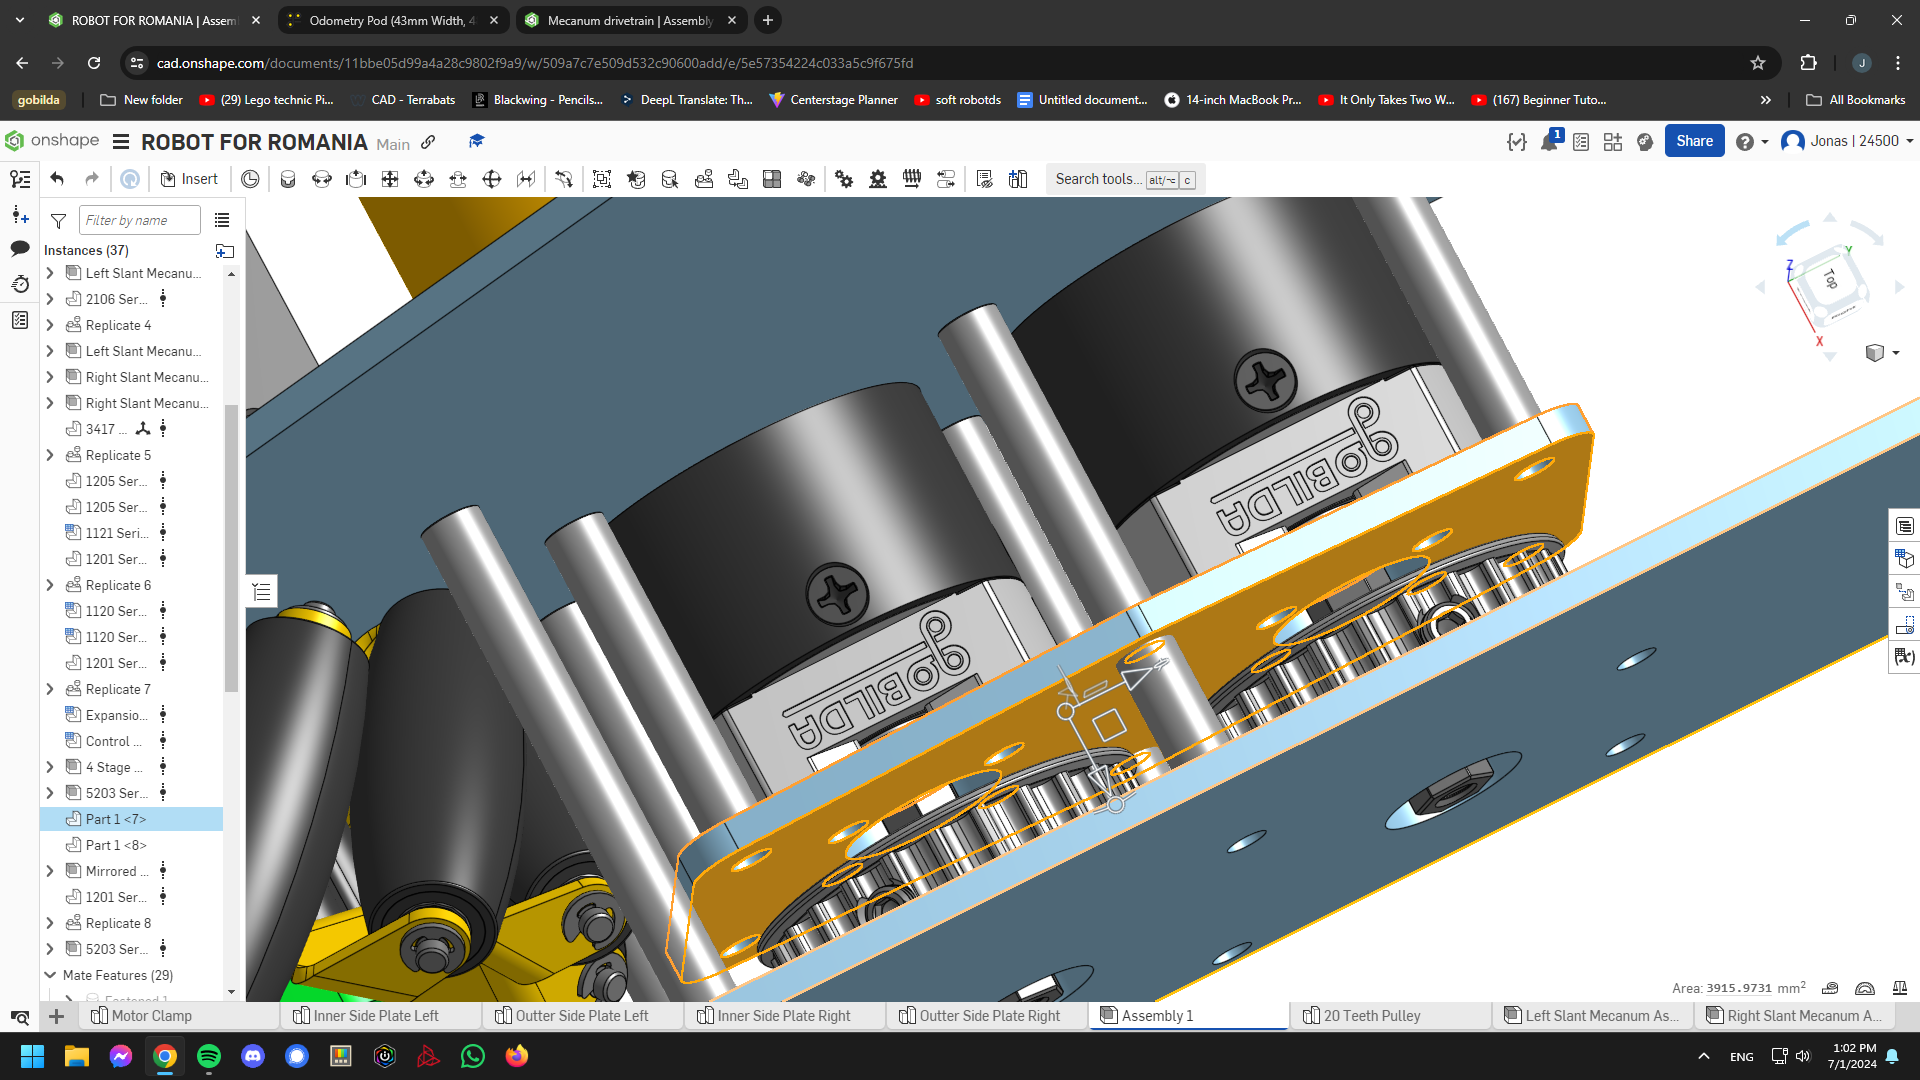 ROBOT FOR ROMANIA | Assem
Odometry Pod (43mm Width, 4
Mecanum drivetrain | Assembly
cad.onshape.com/documents/11bbe05d99a4a28c9802f9a9/w/509a7c7e509d532c90600add/e/5e57354224c033a5c9f675fd
J
gobilda
New folder
(29) Lego technic Pi...
CAD - Terrabats
Blackwing - Pencils...
DeepL Translate: Th...
Centerstage Planner
soft robotds
Untitled document...
14-inch MacBook Pr...
It Only Takes Two W...
(167) Beginner Tuto...
All Bookmarks
onshape
ROBOT FOR ROMANIA
Main
1
Share
Jonas | 24500
Insert
Search tools...
alt/⌥
c
Filter by name
Instances (37)
Left Slant Mecanu...
2106 Ser...
Replicate 4
Left Slant Mecanu...
Right Slant Mecanu...
Right Slant Mecanu...
3417 ...
Replicate 5
1205 Ser...
1205 Ser...
1121 Seri...
1201 Ser...
Replicate 6
1120 Ser...
1120 Ser...
1201 Ser...
Replicate 7
Expansio...
Control ...
4 Stage ...
5203 Ser...
Part 1 <7>
Part 1 <8>
Mirrored ...
1201 Ser...
Replicate 8
5203 Ser...
Mate Features (29)
Fastened 1
goBILDA
goBILDA
Z
Y
X
Top
Area: 3915.9731 mm²
Motor Clamp
Inner Side Plate Left
Outter Side Plate Left
Inner Side Plate Right
Outter Side Plate Right
Assembly 1
20 Teeth Pulley
Left Slant Mecanum As...
Right Slant Mecanum A...
ENG
1:02 PM
7/1/2024